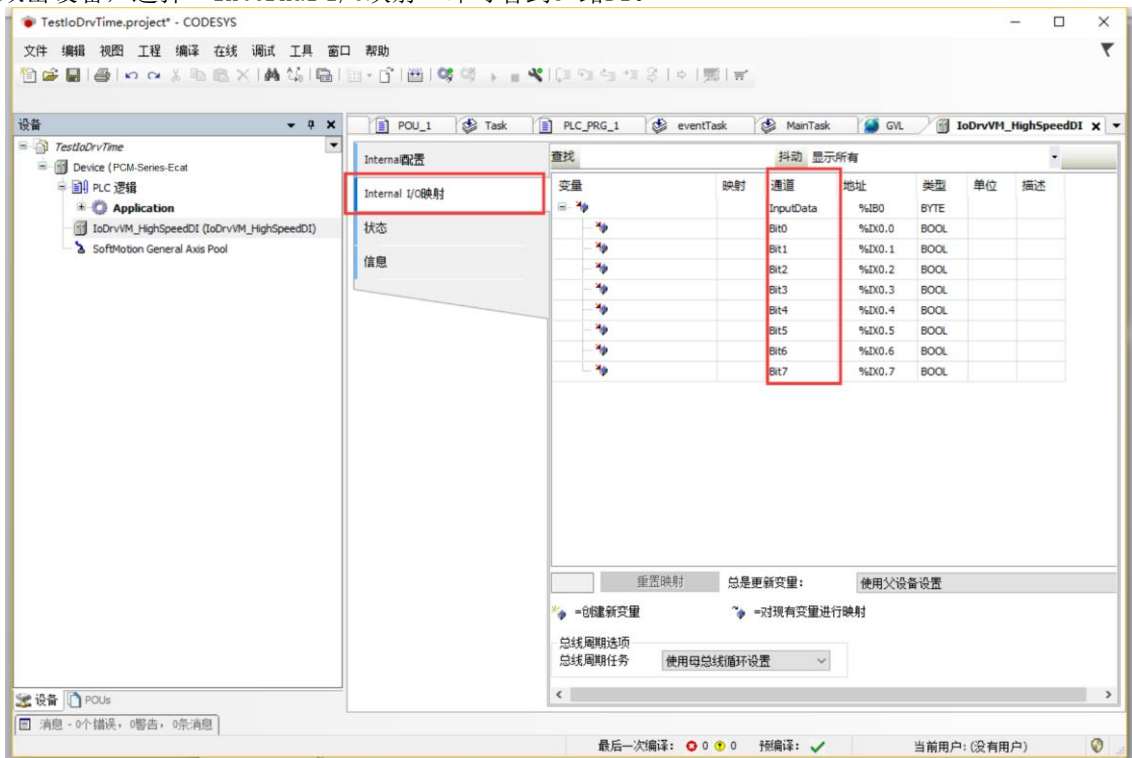 TestIoDrvTime.project* - CODESYS
文件 编辑 视图 工程 编译 在线 调试 工具 窗口 帮助
设备
TestIoDrvTime
Device (PCM-Series-Ecat
PLC 逻辑
Application
IoDrvVM_HighSpeedDI (IoDrvVM_HighSpeedDI)
SoftMotion General Axis Pool
设备 POUs
POU_1 Task PLC_PRG_1 eventTask MainTask GVL IoDrvVM_HighSpeedDI
Internal配置
Internal I/O映射
状态
信息
查找 抖动 显示所有
变量 映射 通道 地址 类型 单位 描述
InputData %IB0 BYTE
Bit0 %IX0.0 BOOL
Bit1 %IX0.1 BOOL
Bit2 %IX0.2 BOOL
Bit3 %IX0.3 BOOL
Bit4 %IX0.4 BOOL
Bit5 %IX0.5 BOOL
Bit6 %IX0.6 BOOL
Bit7 %IX0.7 BOOL
重置映射 总是更新变量: 使用父设备设置
=创建新变量 =对现有变量进行映射
总线周期选项
总线周期任务 使用母总线循环设置
消息 - 0个错误, 0警告, 0条消息
最后一次编译: 0 0 预编译: 当前用户: (没有用户)